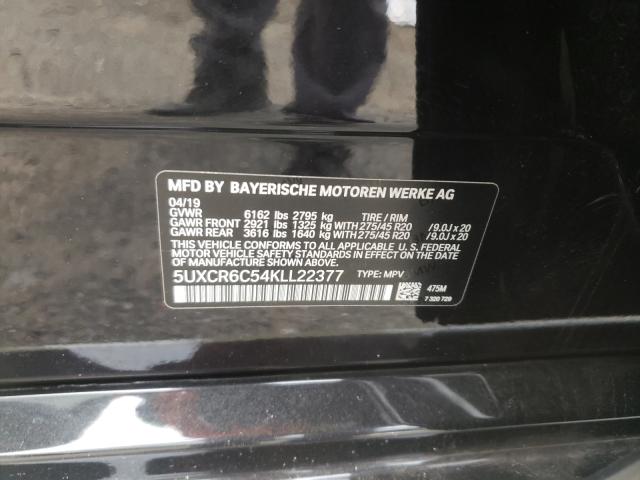 MFD BY BAYERISCHE MOTOREN WERKE AG
04/19
GVWR 6162 lbs 2795 kg TIRE / RIM
GAWR FRONT 2921 lbs 1325 kg WITH 275/45 R20 /9.0J x 20
GAWR REAR 3616 lbs 1640 kg WITH 275/45 R20 /9.0J x 20
THIS VEHICLE CONFORMS TO ALL APPLICABLE U.S. FEDERAL
MOTOR VEHICLE SAFETY STANDARDS IN EFFECT ON THE
DATE OF MANUFACTURE SHOWN ABOVE.
5UXCR6C54KLL22377 TYPE: MPV
475M
7 320 729